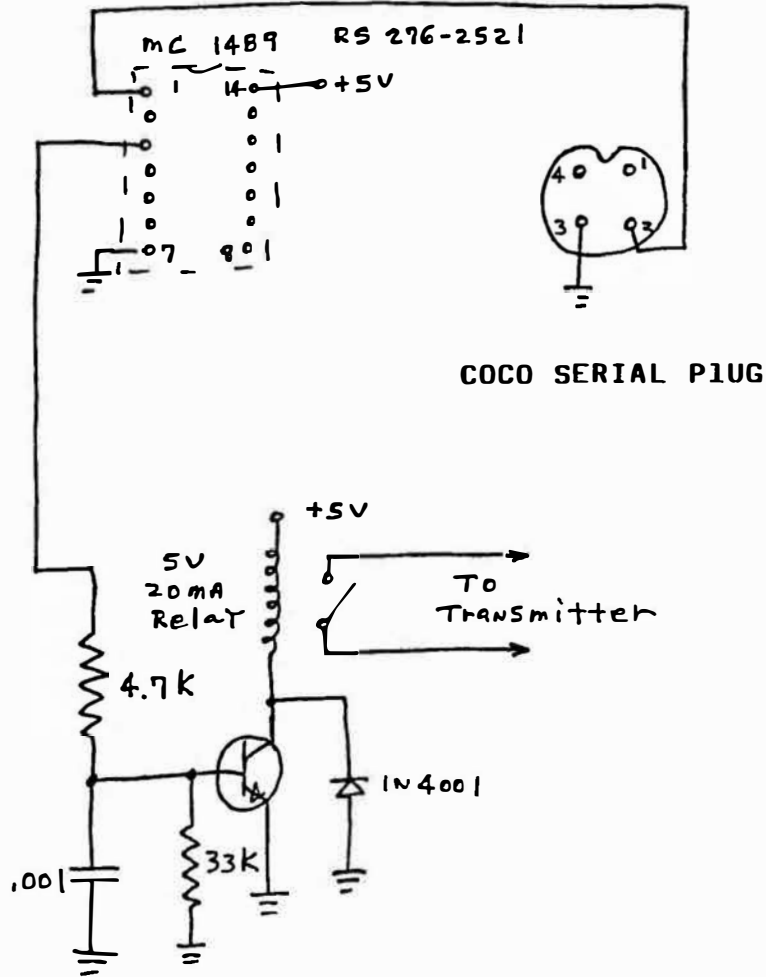 MC 1489 RS 276-2521
1 14 +5V
4 1
3 2
7 8
COCO SERIAL PlUG
+5V
5V
20mA
Relay
To
Transmitter
4.7K
1N4001
.001
33K